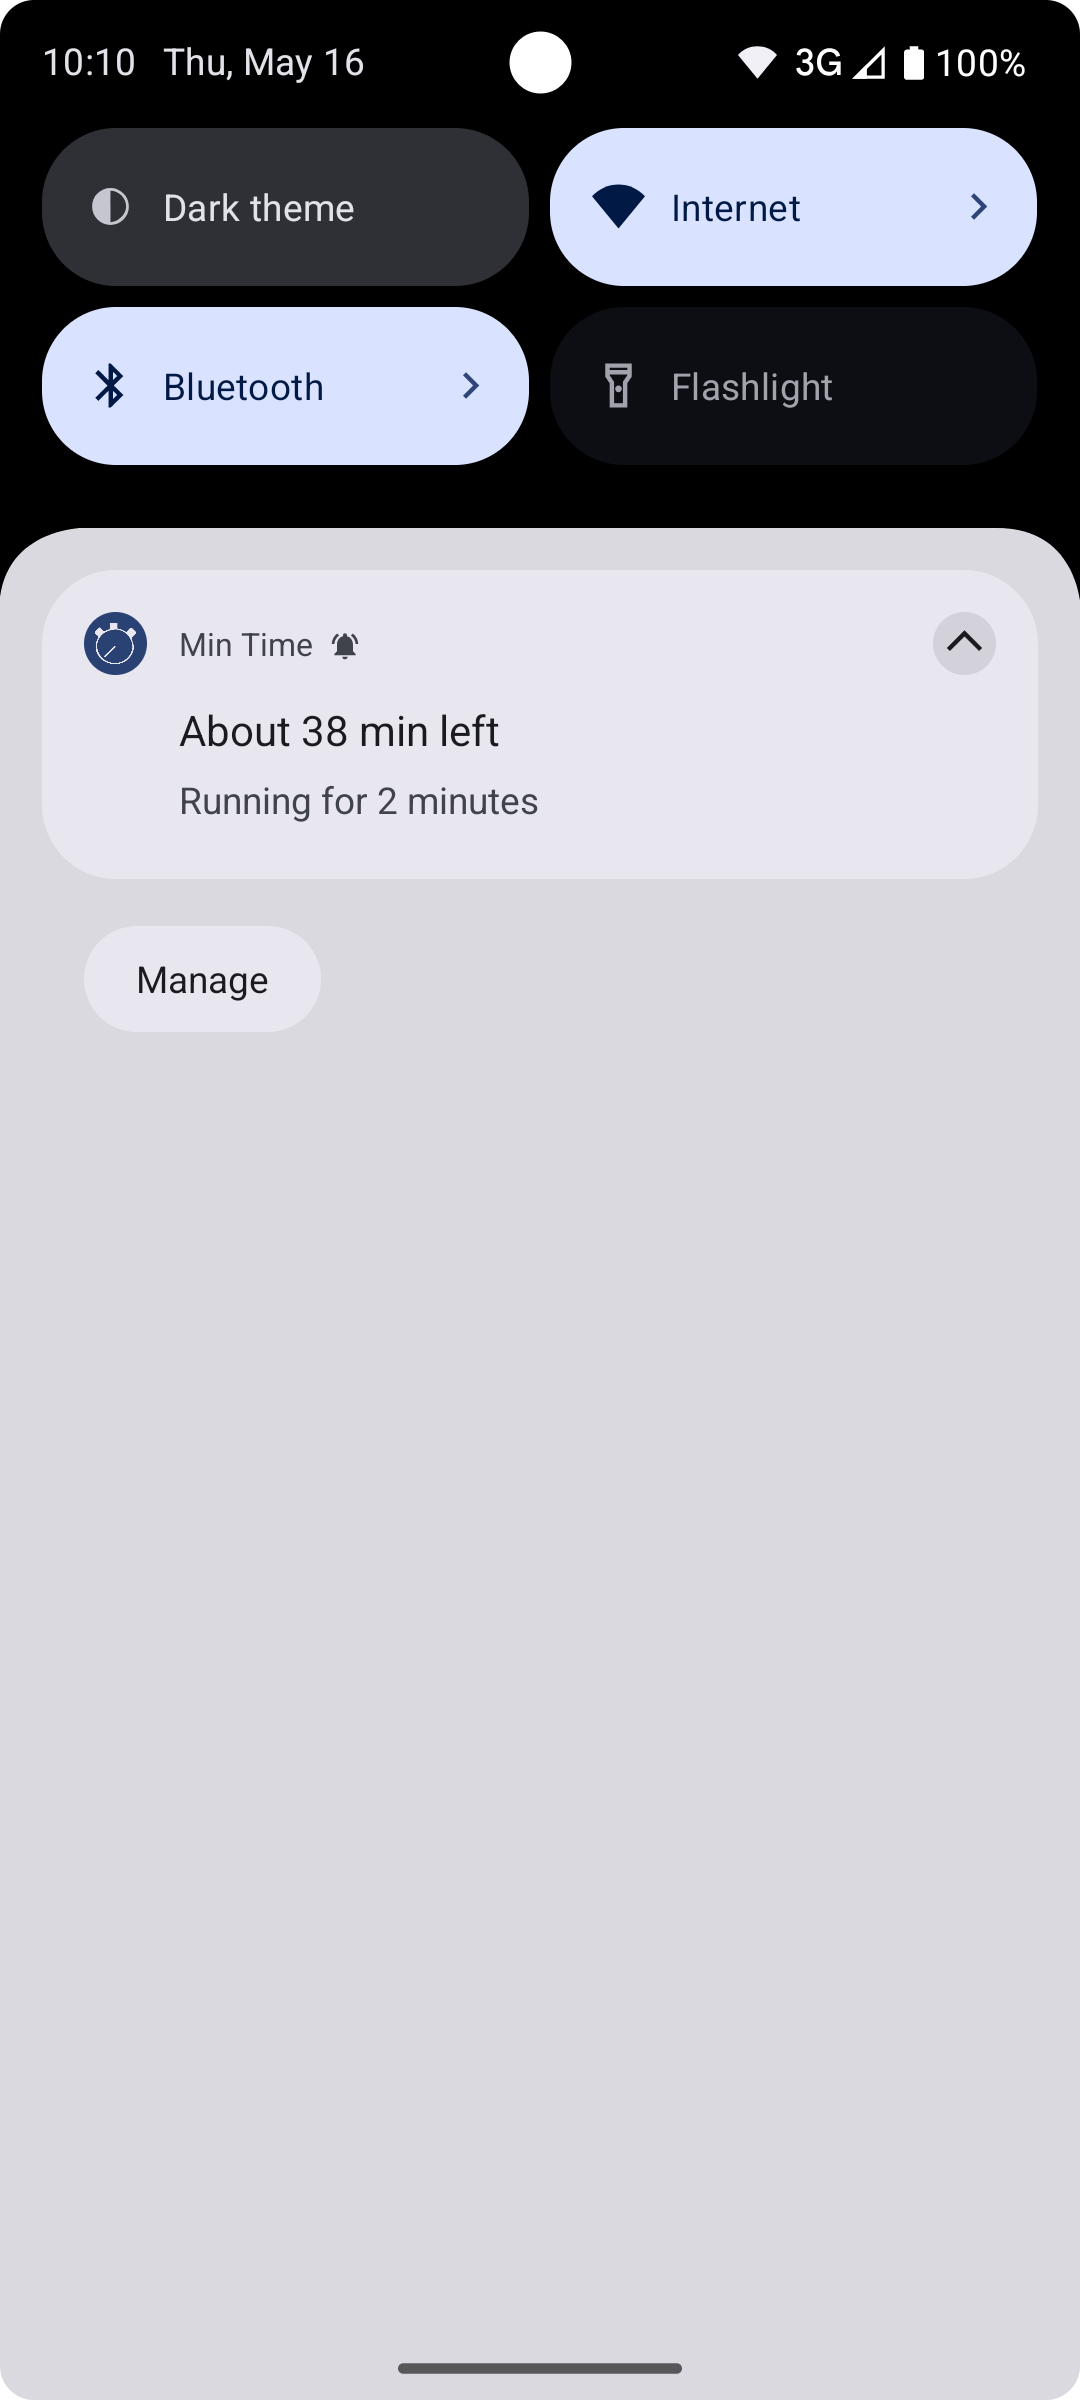 10:10 Thu, May 16
3G 100%
Dark theme
Internet
Bluetooth
Flashlight
Min Time
About 38 min left
Running for 2 minutes
Manage